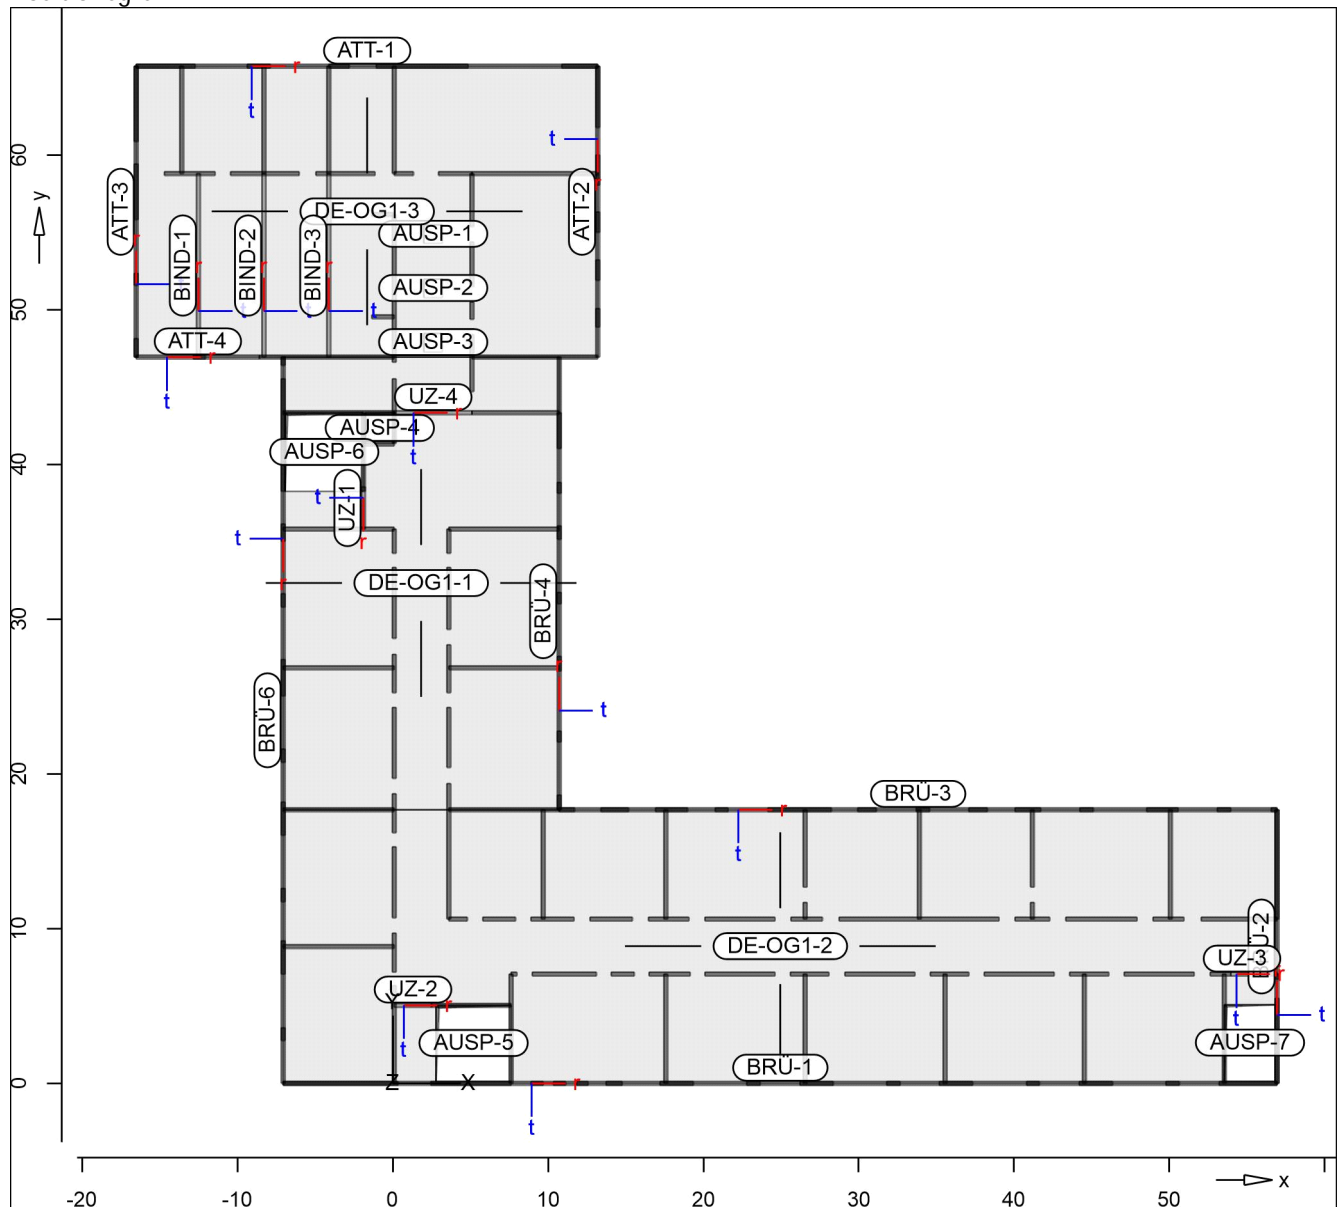 ATT-1
r
t
t
60
y
ATT-3
ATT-2
r
DE-OG1-3
AUSP-1
BIND-1
BIND-2
BIND-3
AUSP-2
r
r
r
r
t
t
t
50
ATT-4
AUSP-3
r
t
UZ-4
r
AUSP-4
AUSP-6
t
40
UZ-1
t
r
t
DE-OG1-1
BRÜ-4
r
30
r
BRÜ-6
t
20
BRÜ-3
r
t
10
DE-OG1-2
BRÜ-2
UZ-3
r
r
t
t
UZ-2
Y
r
t
AUSP-5
AUSP-7
BRÜ-1
0
Z
X
r
t
-20
-10
0
10
20
30
40
50
x